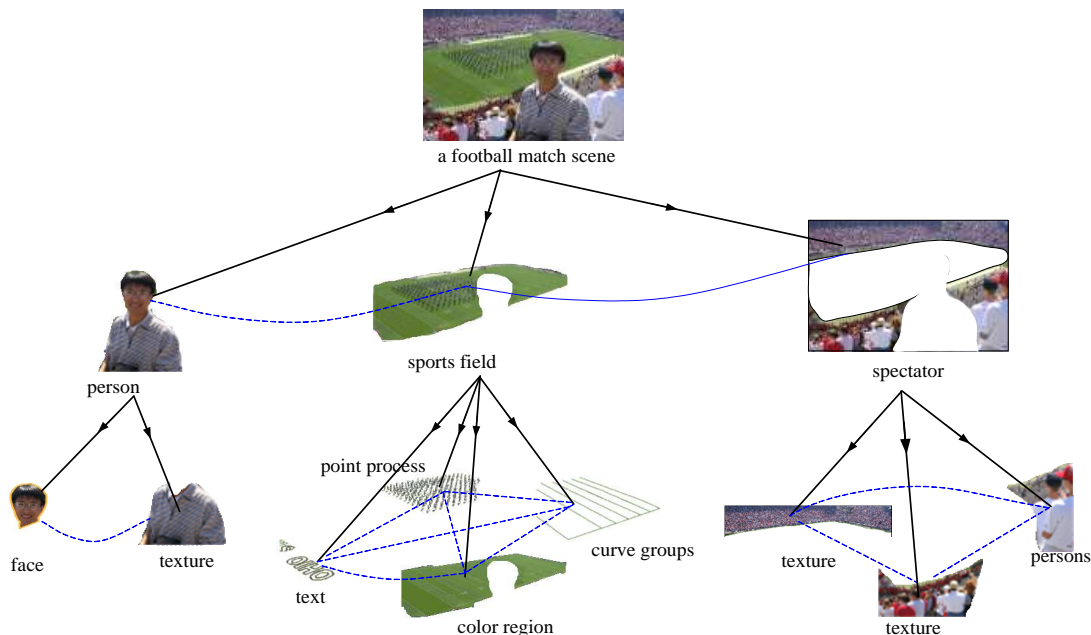 a football match scene
sports field
spectator
person
point process
face
texture
text
OHIO
color region
curve groups
texture
persons
texture